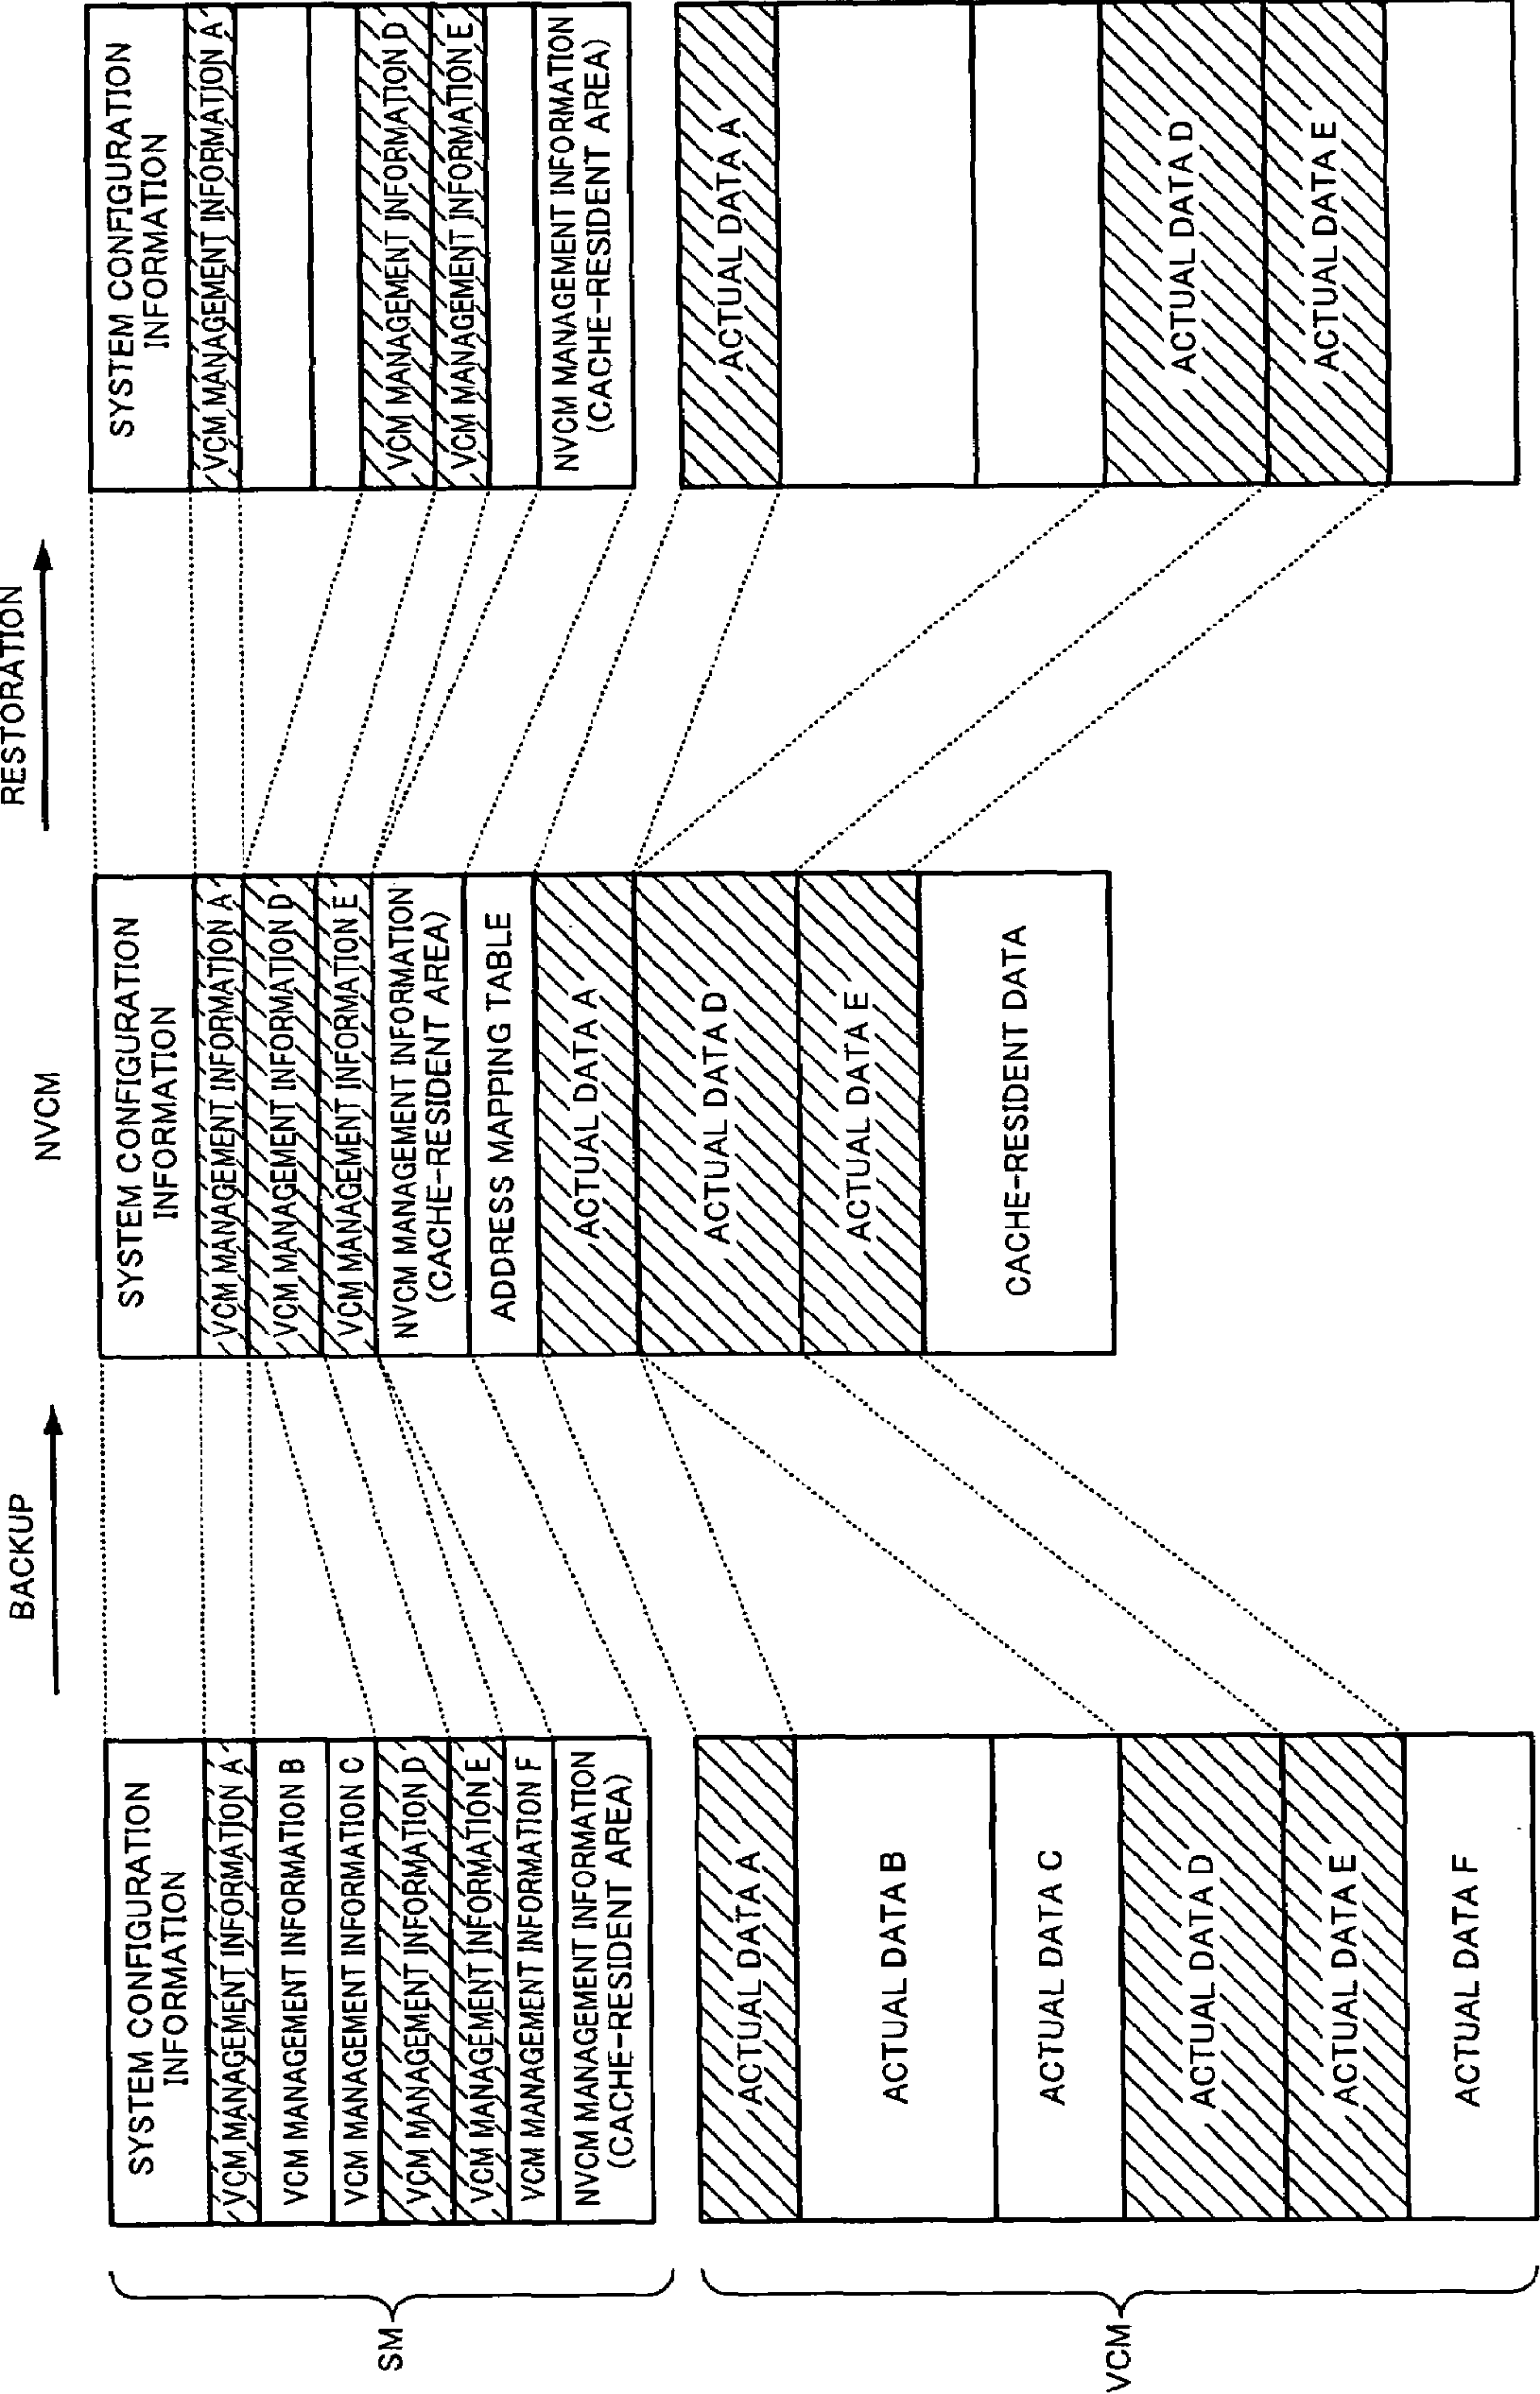 BACKUP
NVCM
RESTORATION
SM
SYSTEM CONFIGURATION
INFORMATION
VCM MANAGEMENT INFORMATION A
VCM MANAGEMENT INFORMATION B
VCM MANAGEMENT INFORMATION C
VCM MANAGEMENT INFORMATION D
VCM MANAGEMENT INFORMATION E
VCM MANAGEMENT INFORMATION F
NVCM MANAGEMENT INFORMATION
(CACHE-RESIDENT AREA)
VCM
ACTUAL DATA A
ACTUAL DATA B
ACTUAL DATA C
ACTUAL DATA D
ACTUAL DATA E
ACTUAL DATA F
SYSTEM CONFIGURATION
INFORMATION
VCM MANAGEMENT INFORMATION A
VCM MANAGEMENT INFORMATION D
VCM MANAGEMENT INFORMATION E
NVCM MANAGEMENT INFORMATION
(CACHE-RESIDENT AREA)
ADDRESS MAPPING TABLE
ACTUAL DATA A
ACTUAL DATA D
ACTUAL DATA E
CACHE-RESIDENT DATA
SYSTEM CONFIGURATION
INFORMATION
VCM MANAGEMENT INFORMATION A
VCM MANAGEMENT INFORMATION D
VCM MANAGEMENT INFORMATION E
NVCM MANAGEMENT INFORMATION
(CACHE-RESIDENT AREA)
ACTUAL DATA A
ACTUAL DATA D
ACTUAL DATA E